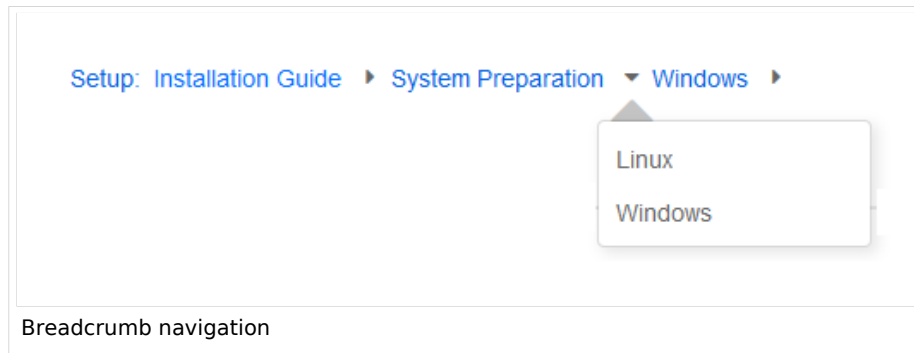 Setup: Installation Guide System Preparation Windows
Linux
Windows
Breadcrumb navigation